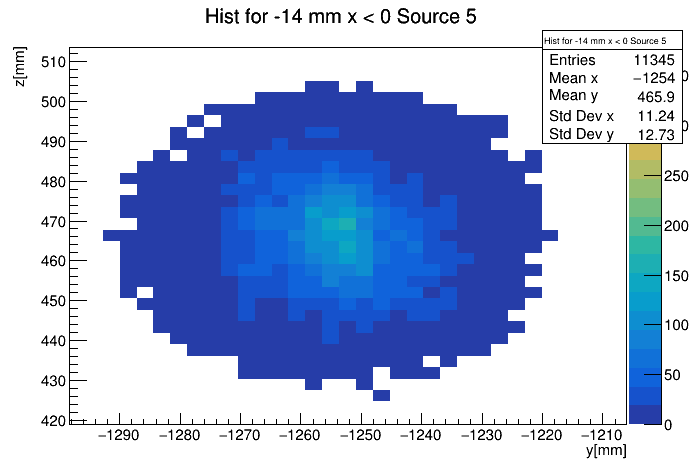 Hist for -14 mm x < 0 Source 5
z[mm]
Hist for -14 mm x < 0 Source 5
Entries 11345
Mean x −1254
Mean y 465.9
Std Dev x 11.24
Std Dev y 12.73
510
500
490
480
470
460
450
440
430
420
250
200
150
100
50
0
−1290 −1280 −1270 −1260 −1250 −1240 −1230 −1220 −1210
y[mm]